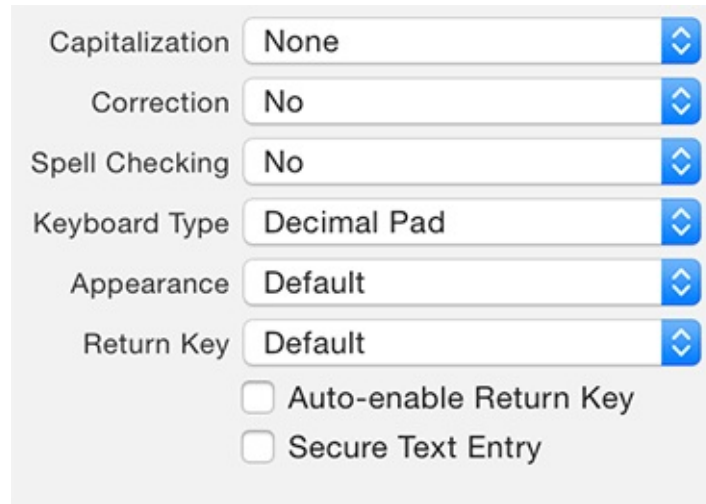 Capitalization None
Correction No
Spell Checking No
Keyboard Type Decimal Pad
Appearance Default
Return Key Default
Auto-enable Return Key
Secure Text Entry